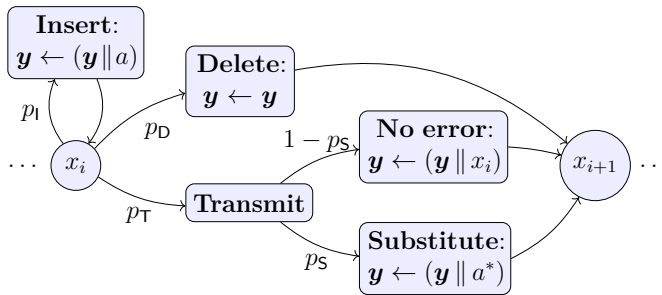 Insert:
y ← (y ∥ a)
Delete:
y ← y
p_I
p_D
1 − p_S
No error:
y ← (y ∥ x_i)
⋯ x_i
x_{i+1} ⋯
p_T
Transmit
p_S
Substitute:
y ← (y ∥ a*)